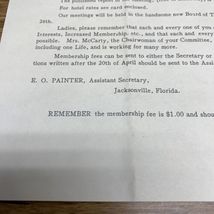 For hotel rates see card enclosed.
Our meetings will be held in the handsome new Board of T
20th.
Ladies, please remember that each and every one of you a
Interests, Increased Membership, etc., and that each and every
possible. Mrs. McCarty, the Chairwoman of your Committee,
including one Life, and is working for many more.
Membership fees can be sent to either the Secretary or
tions written after the 20th of April should be sent to the Assi
E. O. PAINTER, Assistant Secretary,
Jacksonville, Florida.
REMEMBER the membership fee is $1.00 and shou